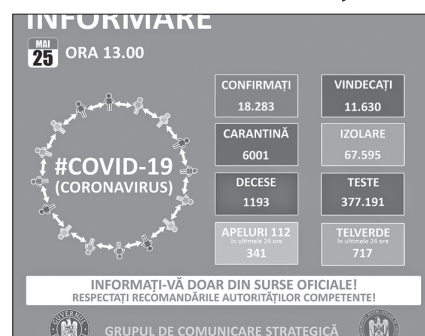 INFORMARE
MAI
25
ORA 13.00
#COVID-19
(CORONAVIRUS)
CONFIRMAȚI
18.283
VINDECAȚI
11.630
CARANTINĂ
6001
IZOLARE
67.595
DECESE
1193
TESTE
377.191
APELURI 112
în ultimele 24 ore
341
TELVERDE
în ultimele 24 ore
717
INFORMAȚI-VĂ DOAR DIN SURSE OFICIALE!
RESPECTAȚI RECOMANDĂRILE AUTORITĂȚILOR COMPETENTE!
GRUPUL DE COMUNICARE STRATEGICĂ